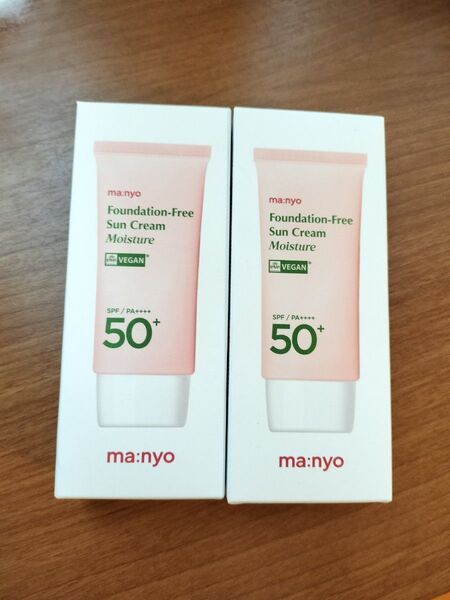 ma:nyo
Foundation-Free
Sun Cream
Moisture
VEGAN
SPF / PA++++
50+
ma:nyo
ma:nyo
Foundation-Free
Sun Cream
Moisture
VEGAN
SPF / PA++++
50+
ma:nyo